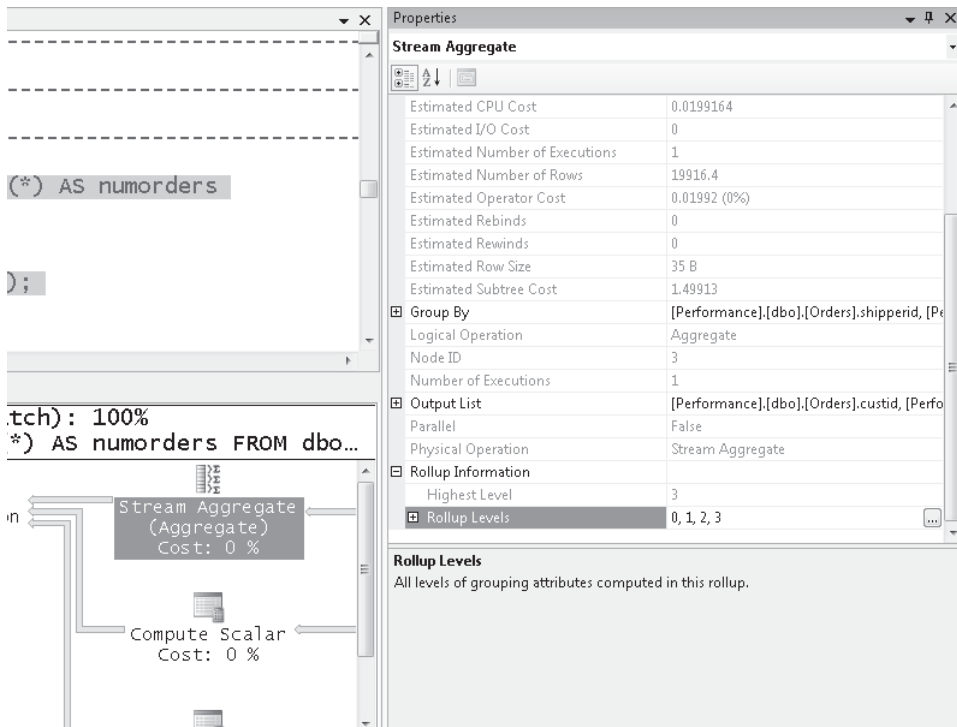 (*) AS numorders
);
tch): 100%
*) AS numorders FROM dbo...
on
Stream Aggregate
(Aggregate)
Cost: 0 %
Compute Scalar
Cost: 0 %
Properties
Stream Aggregate
Estimated CPU Cost 0.0199164
Estimated I/O Cost 0
Estimated Number of Executions 1
Estimated Number of Rows 19916.4
Estimated Operator Cost 0.01992 (0%)
Estimated Rebinds 0
Estimated Rewinds 0
Estimated Row Size 35 B
Estimated Subtree Cost 1.49913
Group By [Performance].[dbo].[Orders].shipperid, [Pe
Logical Operation Aggregate
Node ID 3
Number of Executions 1
Output List [Performance].[dbo].[Orders].custid, [Perfo
Parallel False
Physical Operation Stream Aggregate
Rollup Information
Highest Level 3
Rollup Levels 0, 1, 2, 3
...
Rollup Levels
All levels of grouping attributes computed in this rollup.